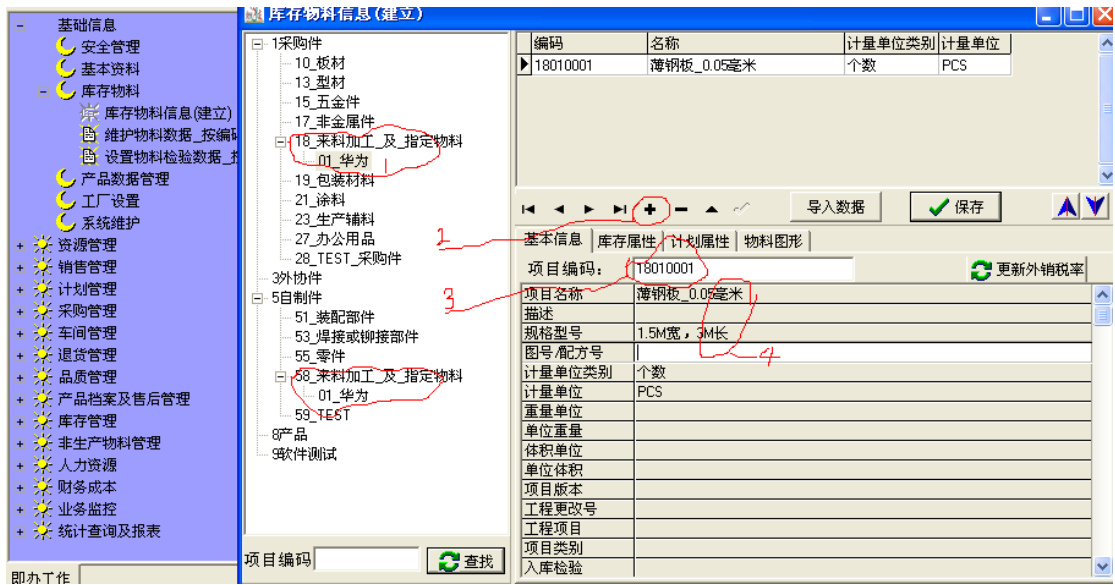 基础信息
安全管理
基本资料
库存物料
库存物料信息(建立)
维护物料数据_按编
设置物料检验数据_
产品数据管理
工厂设置
系统维护
资源管理
销售管理
计划管理
采购管理
车间管理
退货管理
品质管理
产品档案及售后管理
库存管理
非生产物料管理
人力资源
财务成本
业务监控
统计查询及报表
即办工作
库存物料信息(建立)
1采购件
10_板材
13_型材
15_五金件
17_非金属件
18_来料加工_及_指定物料
01_华为
1
19_包装材料
21_涂料
23_生产辅料
27_办公用品
28_TEST_采购件
3外协件
5自制件
51_装配部件
53_焊接或铆接部件
55_零件
58_来料加工_及_指定物料
01_华为
59_TEST
8产品
9软件测试
项目编码
查找
编码 名称 计量单位类别 计量单位
18010001 薄钢板_0.05毫米 个数 PCS
导入数据 保存
2
基本信息 库存属性 计划属性 物料图形
项目编码: 18010001 更新外销税率
3
项目名称 薄钢板_0.05毫米
描述
规格型号 1.5M宽，3M长
4
图号/配方号
计量单位类别 个数
计量单位 PCS
重量单位
单位重量
体积单位
单位体积
项目版本
工程更改号
工程项目
项目类别
入库检验